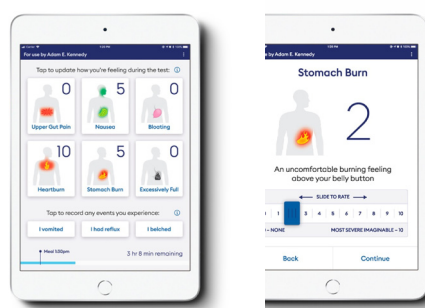 For use by Adam E. Kennedy
Tap to update how you're feeling during the test:
0
5
0
Upper Gut Pain
Nausea
Bloating
10
5
0
Heartburn
Stomach Burn
Excessively Full
Tap to record any events you experience:
I vomited
I had reflux
I belched
Meal 1:30pm
3 hr 8 min remaining
by Adam E. Kennedy
Stomach Burn
2
An uncomfortable burning feeling
above your belly button
SLIDE TO RATE
1 3 4 5 6 7 8 9 10
– NONE
MOST SEVERE IMAGINABLE – 10
Back
Continue